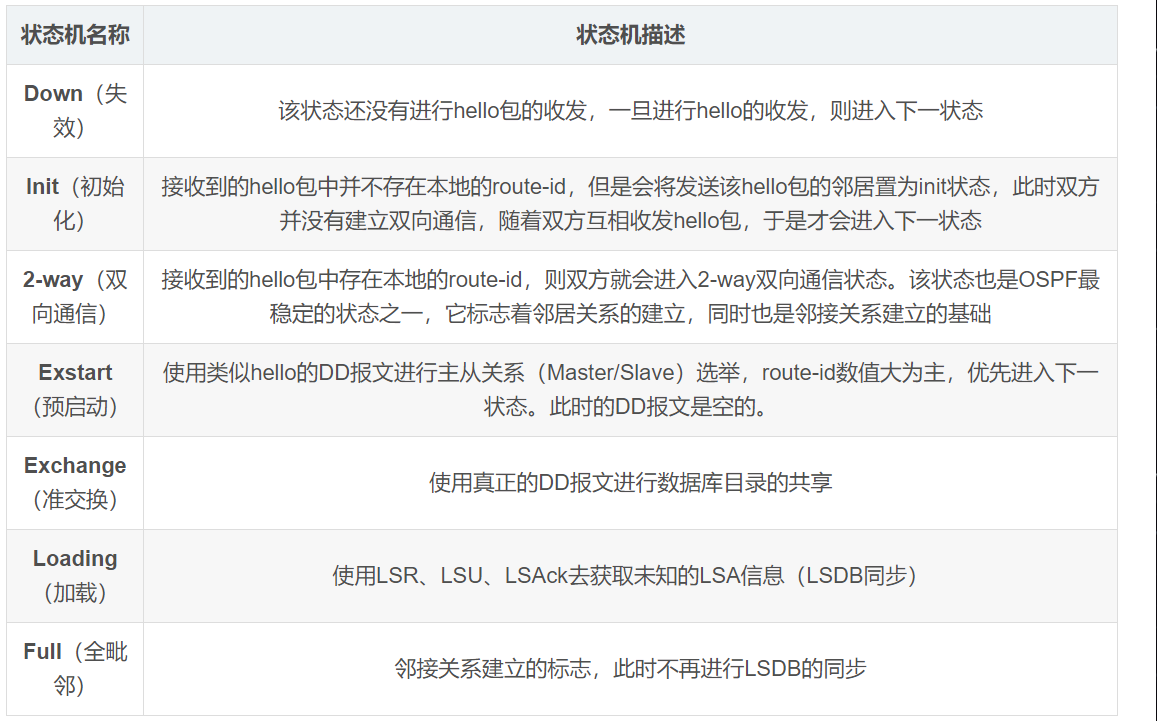 状态机名称
状态机描述
Down（失
效）
该状态还没有进行hello包的收发，一旦进行hello的收发，则进入下一状态
Init（初始
化）
接收到的hello包中并不存在本地的route-id，但是会将发送该hello包的邻居置为init状态，此时双方
并没有建立双向通信，随着双方互相收发hello包，于是才会进入下一状态
2-way（双
向通信）
接收到的hello包中存在本地的route-id，则双方就会进入2-way双向通信状态。该状态也是OSPF最
稳定的状态之一，它标志着邻居关系的建立，同时也是邻接关系建立的基础
Exstart
（预启动）
使用类似hello的DD报文进行主从关系（Master/Slave）选举，route-id数值大为主，优先进入下一
状态。此时的DD报文是空的。
Exchange
（准交换）
使用真正的DD报文进行数据库目录的共享
Loading
（加载）
使用LSR、LSU、LSAck去获取未知的LSA信息（LSDB同步）
Full（全毗
邻）
邻接关系建立的标志，此时不再进行LSDB的同步